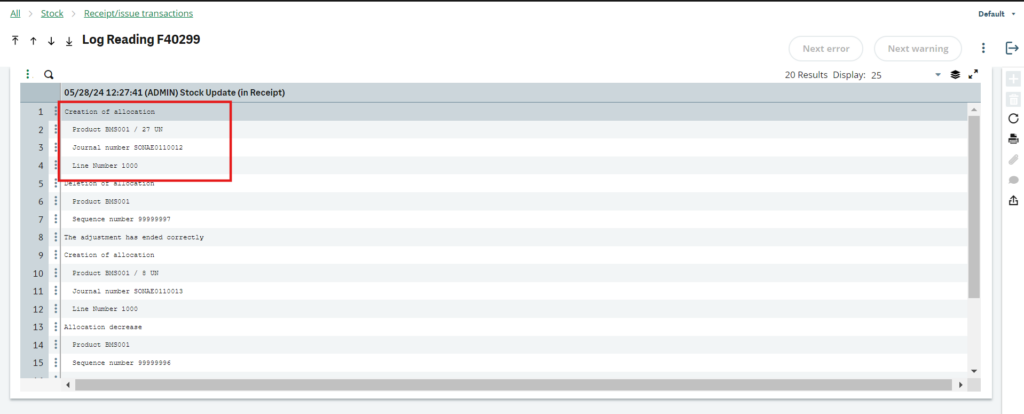 All > Stock > Receipt/issue transactions
Default
Log Reading F40299
Next error
Next warning
20 Results Display: 25
05/28/24 12:27:41 (ADMIN) Stock Update (in Receipt)
1 Creation of allocation
2 Product BMS001 / 27 UN
3 Journal number SONAE0110012
4 Line Number 1000
5 Deletion of allocation
6 Product BMS001
7 Sequence number 99999997
8 The adjustment has ended correctly
9 Creation of allocation
10 Product BMS001 / 8 UN
11 Journal number SONAE0110013
12 Line Number 1000
13 Allocation decrease
14 Product BMS001
15 Sequence number 99999996